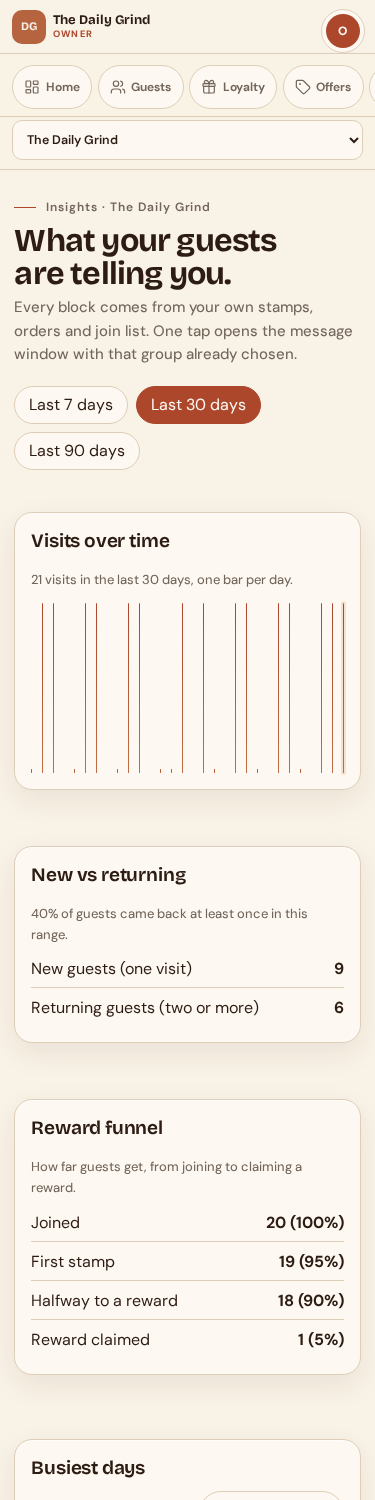 DG
The Daily Grind
OWNER
O
Home
Guests
Loyalty
Offers
The Daily Grind
Insights · The Daily Grind
What your guests
are telling you.
Every block comes from your own stamps,
orders and join list. One tap opens the message
window with that group already chosen.
Last 7 days
Last 30 days
Last 90 days
Visits over time
21 visits in the last 30 days, one bar per day.
New vs returning
40% of guests came back at least once in this
range.
New guests (one visit) 9
Returning guests (two or more) 6
Reward funnel
How far guests get, from joining to claiming a
reward.
Joined 20 (100%)
First stamp 19 (95%)
Halfway to a reward 18 (90%)
Reward claimed 1 (5%)
Busiest days